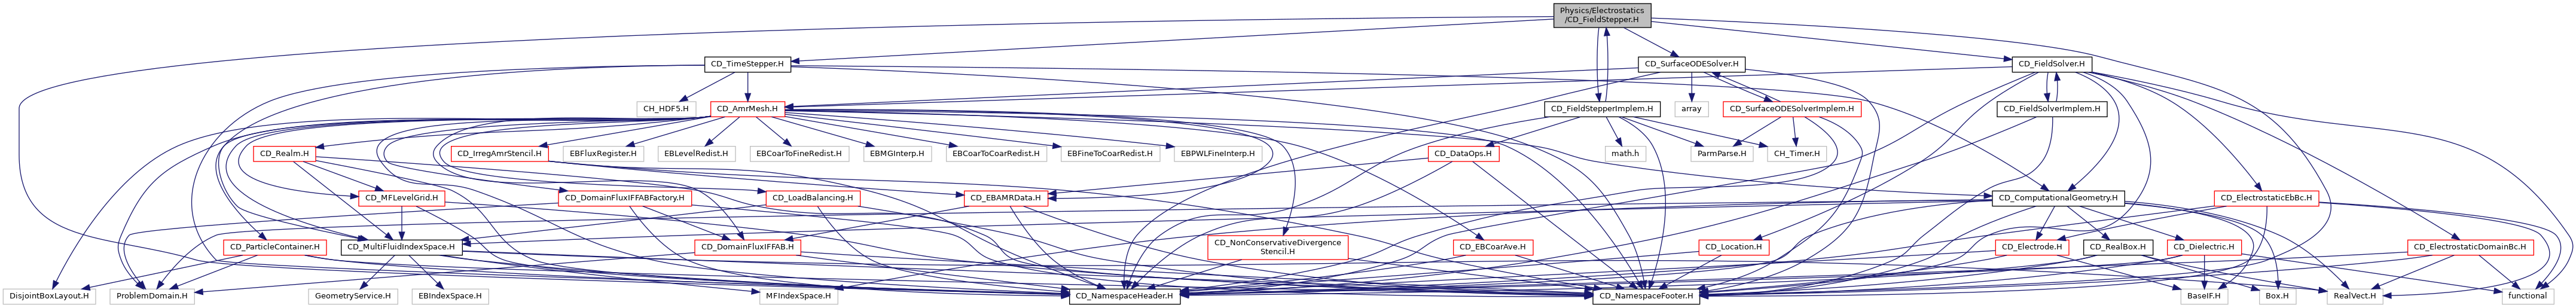 Physics/Electrostatics
/CD_FieldStepper.H
CD_TimeStepper.H
CD_SurfaceODESolver.H
CD_FieldSolver.H
CH_HDF5.H
CD_AmrMesh.H
CD_FieldStepperImplem.H
array
CD_SurfaceODESolverImplem.H
CD_FieldSolverImplem.H
CD_Realm.H
CD_IrregAmrStencil.H
EBFluxRegister.H
EBLevelRedist.H
EBCoarToFineRedist.H
EBMGInterp.H
EBCoarToCoarRedist.H
EBFineToCoarRedist.H
EBPWLFineInterp.H
CD_DataOps.H
math.h
ParmParse.H
CH_Timer.H
CD_MFLevelGrid.H
CD_DomainFluxIFFABFactory.H
CD_LoadBalancing.H
CD_EBAMRData.H
CD_ComputationalGeometry.H
CD_ElectrostaticEbBc.H
CD_ParticleContainer.H
CD_MultiFluidIndexSpace.H
CD_DomainFluxIFFAB.H
CD_NonConservativeDivergence
Stencil.H
CD_EBCoarAve.H
CD_Location.H
CD_Electrode.H
CD_RealBox.H
CD_Dielectric.H
CD_ElectrostaticDomainBc.H
DisjointBoxLayout.H
ProblemDomain.H
GeometryService.H
EBIndexSpace.H
MFIndexSpace.H
CD_NamespaceHeader.H
CD_NamespaceFooter.H
BaseIF.H
Box.H
RealVect.H
functional